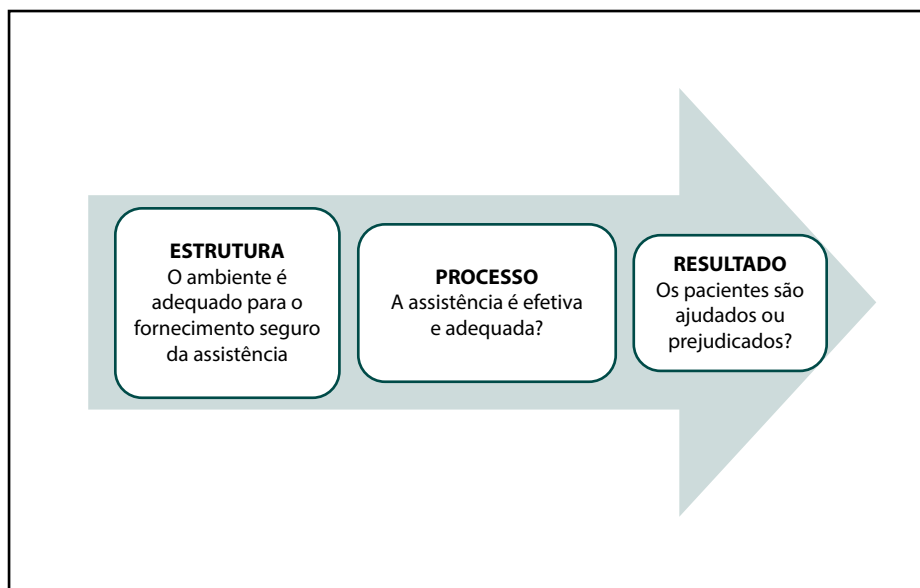 ESTRUTURA
O ambiente é
adequado para o
fornecimento seguro
da assistência
PROCESSO
A assistência é efetiva
e adequada?
RESULTADO
Os pacientes são
ajudados ou
prejudicados?